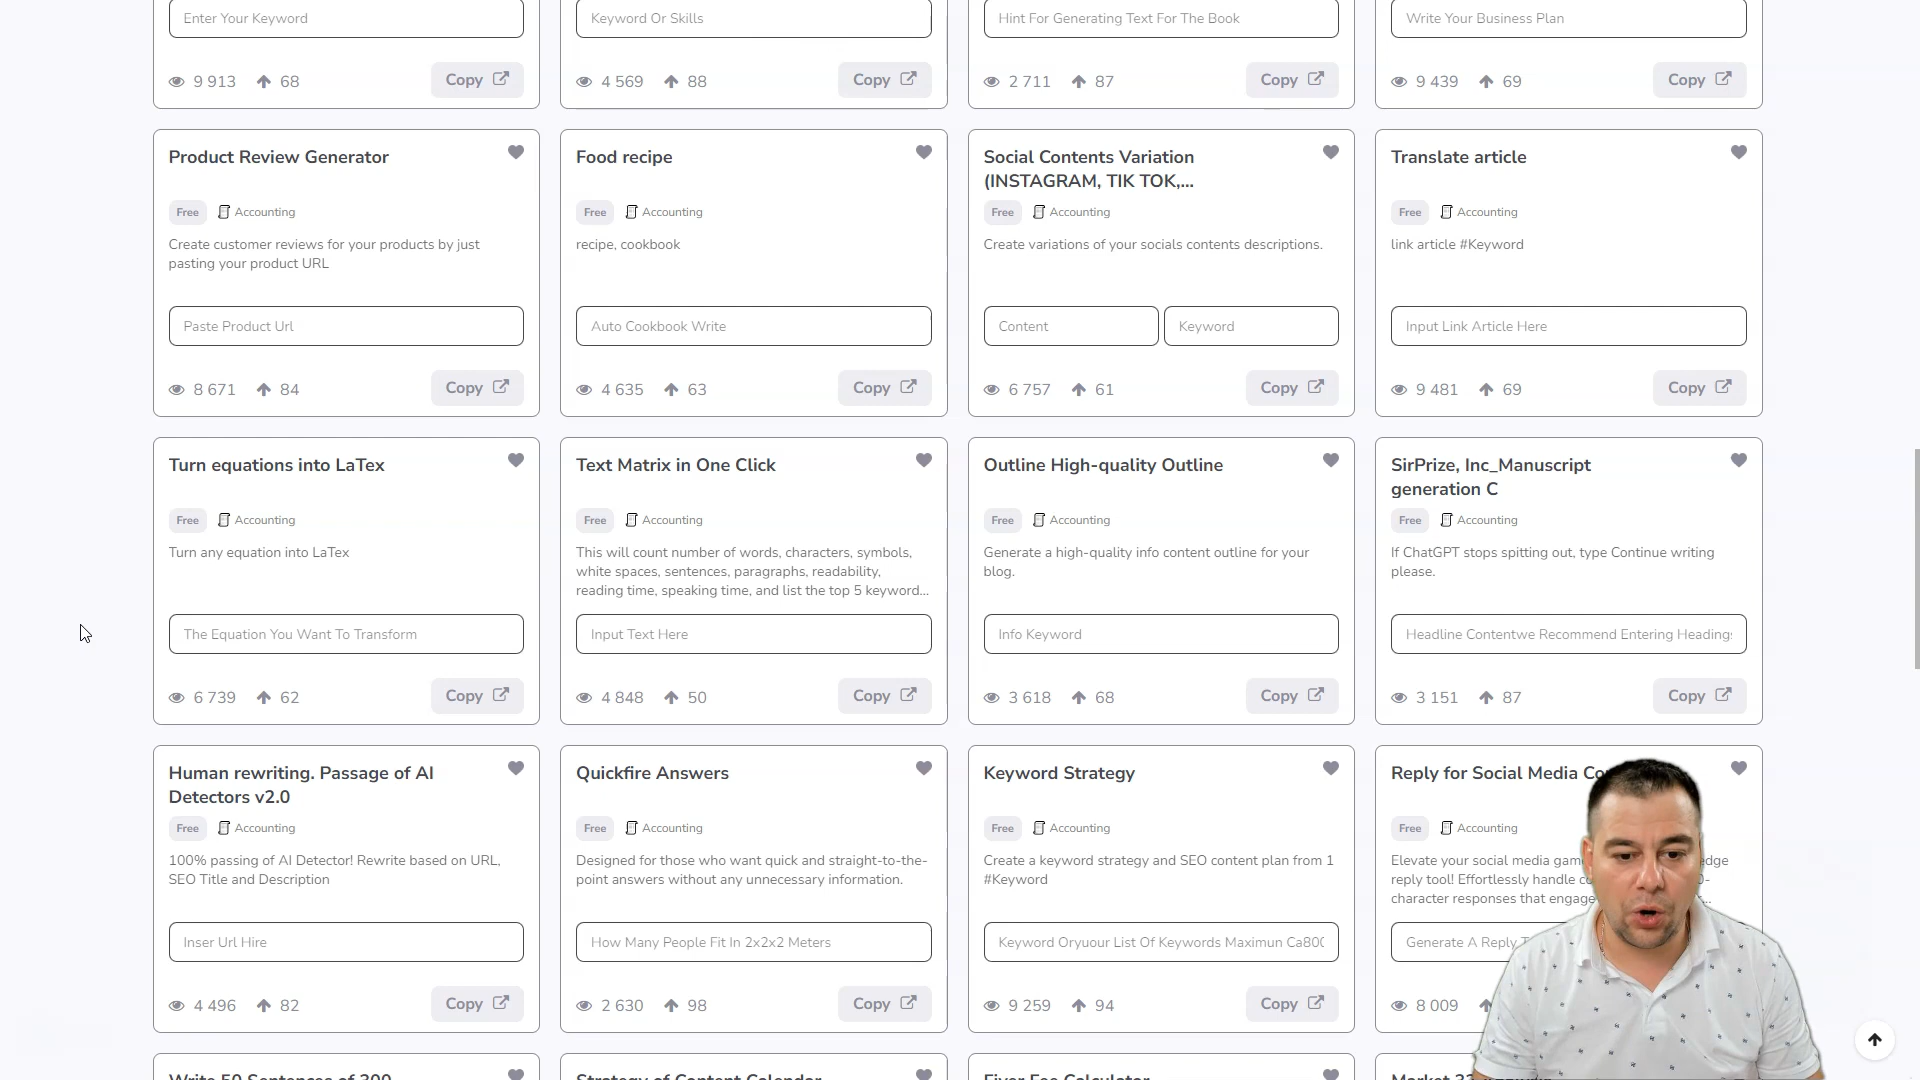 Enter Your Keyword
Keyword Or Skills
Hint For Generating Text For The Book
Write Your Business Plan
9 913 68 Copy
4 569 88 Copy
2 711 87 Copy
9 439 69 Copy
Product Review Generator
Free Accounting
Create customer reviews for your products by just
pasting your product URL
Paste Product Url
8 671 84 Copy
Food recipe
Free Accounting
recipe, cookbook
Auto Cookbook Write
4 635 63 Copy
Social Contents Variation
(INSTAGRAM, TIK TOK,...
Free Accounting
Create variations of your socials contents descriptions.
Content Keyword
6 757 61 Copy
Translate article
Free Accounting
link article #Keyword
Input Link Article Here
9 481 69 Copy
Turn equations into LaTex
Free Accounting
Turn any equation into LaTex
The Equation You Want To Transform
6 739 62 Copy
Text Matrix in One Click
Free Accounting
This will count number of words, characters, symbols,
white spaces, sentences, paragraphs, readability,
reading time, speaking time, and list the top 5 keyword...
Input Text Here
4 848 50 Copy
Outline High-quality Outline
Free Accounting
Generate a high-quality info content outline for your
blog.
Info Keyword
3 618 68 Copy
SirPrize, Inc_Manuscript
generation C
Free Accounting
If ChatGPT stops spitting out, type Continue writing
please.
Headline Contentwe Recommend Entering Headings
3 151 87 Copy
Human rewriting. Passage of AI
Detectors v2.0
Free Accounting
100% passing of AI Detector! Rewrite based on URL,
SEO Title and Description
Inser Url Hire
4 496 82 Copy
Quickfire Answers
Free Accounting
Designed for those who want quick and straight-to-the-
point answers without any unnecessary information.
How Many People Fit In 2x2x2 Meters
2 630 98 Copy
Keyword Strategy
Free Accounting
Create a keyword strategy and SEO content plan from 1
#Keyword
Keyword Oryuour List Of Keywords Maximun Ca800
9 259 94 Copy
Reply for Social Media
Free Accounting
Elevate your social media
reply tool! Effortlessly handle
character responses that engage
Generate A Reply
8 009
Write 50 Sentences of 300
Strategy of Content Calendar
Fiver Fee Calculator
Market